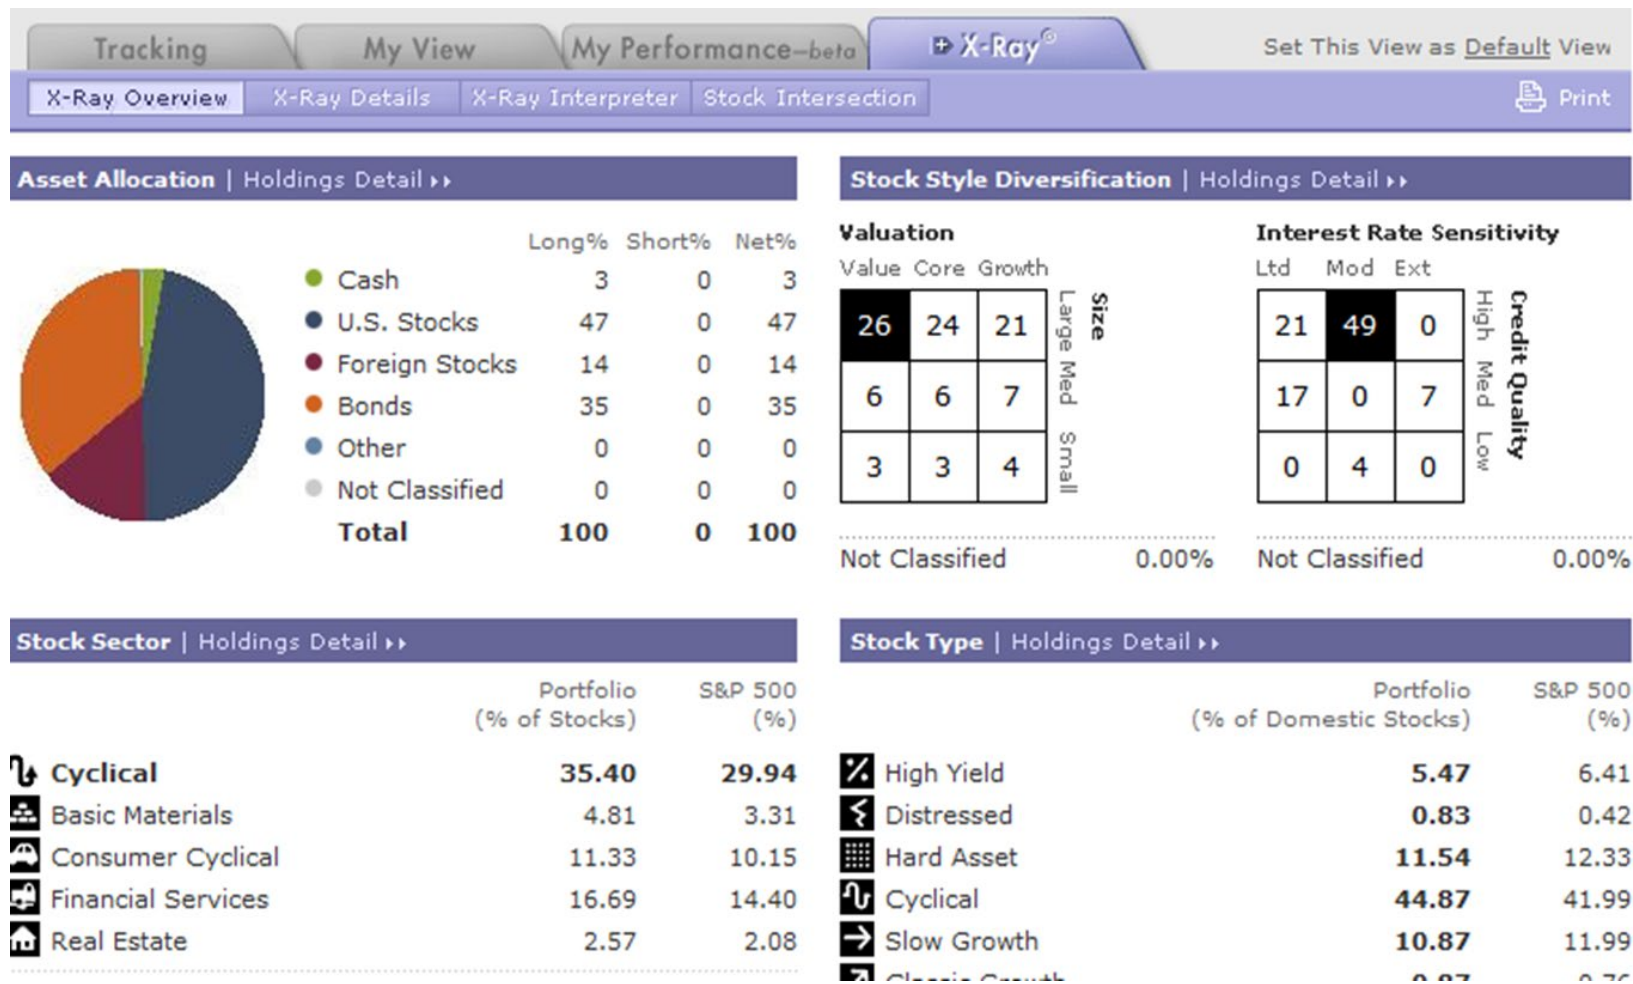 Tracking My View My Performance—beta X-Ray® Set This View as Default View
X-Ray Overview X-Ray Details X-Ray Interpreter Stock Intersection Print
Asset Allocation | Holdings Detail
Long% Short% Net%
Cash 3 0 3
U.S. Stocks 47 0 47
Foreign Stocks 14 0 14
Bonds 35 0 35
Other 0 0 0
Not Classified 0 0 0
Total 100 0 100
Stock Style Diversification | Holdings Detail
Valuation
Value Core Growth
26 24 21
6 6 7
3 3 4
Large Med Small
Size
Not Classified 0.00%
Interest Rate Sensitivity
Ltd Mod Ext
21 49 0
17 0 7
0 4 0
High Med Low
Credit Quality
Not Classified 0.00%
Stock Sector | Holdings Detail
Portfolio S&P 500
(% of Stocks) (%)
Cyclical 35.40 29.94
Basic Materials 4.81 3.31
Consumer Cyclical 11.33 10.15
Financial Services 16.69 14.40
Real Estate 2.57 2.08
Stock Type | Holdings Detail
Portfolio S&P 500
(% of Domestic Stocks) (%)
High Yield 5.47 6.41
Distressed 0.83 0.42
Hard Asset 11.54 12.33
Cyclical 44.87 41.99
Slow Growth 10.87 11.99
Classic Growth